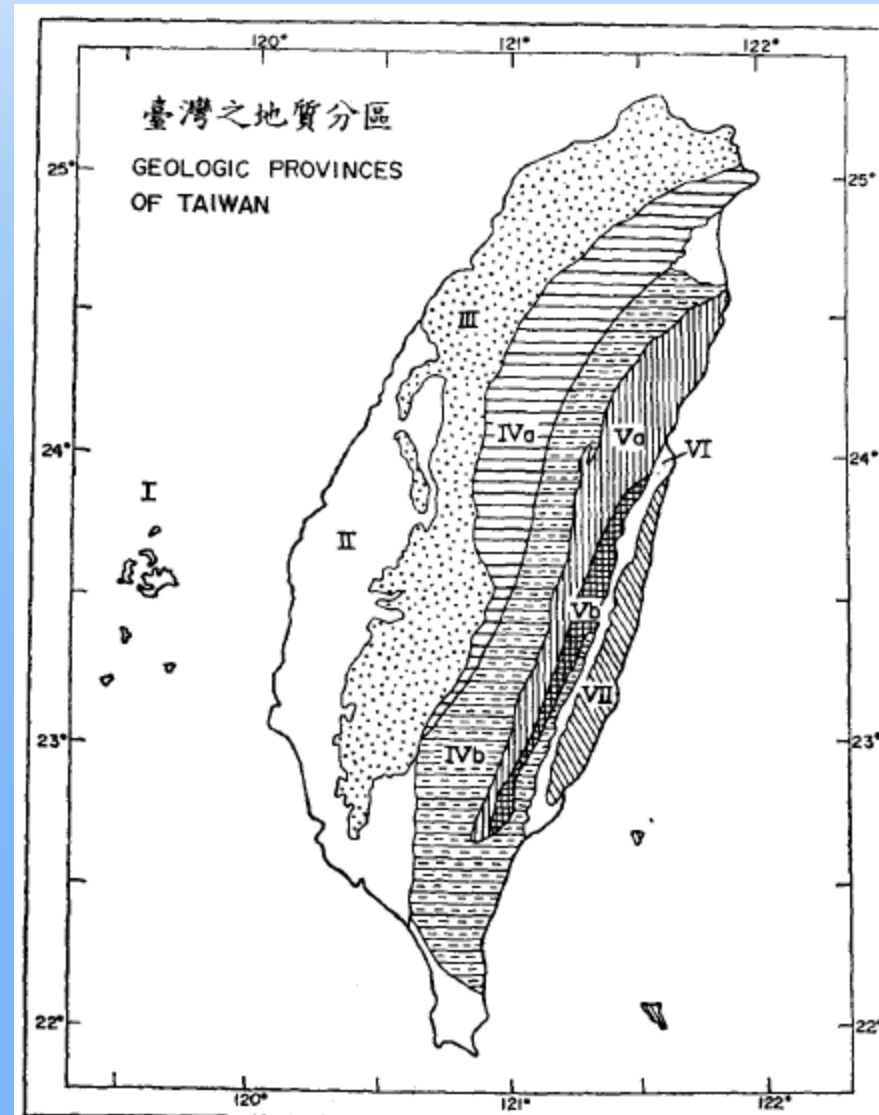 120° 121° 122°
臺灣之地質分區
GEOLOGIC PROVINCES
OF TAIWAN
25° 25°
III
24° IVa Va VI 24°
I
II
Vb
VII
23° IVb 23°
22° 22°
120° 121° 122°